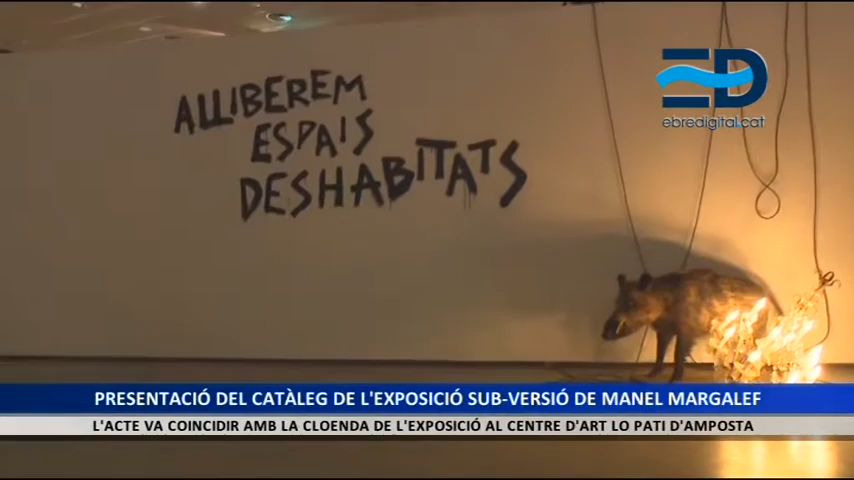 ALLIBEREM
ESPAIS
DESHABITATS
ED
ebredigital.cat
PRESENTACIÓ DEL CATÀLEG DE L'EXPOSICIÓ SUB-VERSIÓ DE MANEL MARGALEF
L'ACTE VA COINCIDIR AMB LA CLOENDA DE L'EXPOSICIÓ AL CENTRE D'ART LO PATI D'AMPOSTA